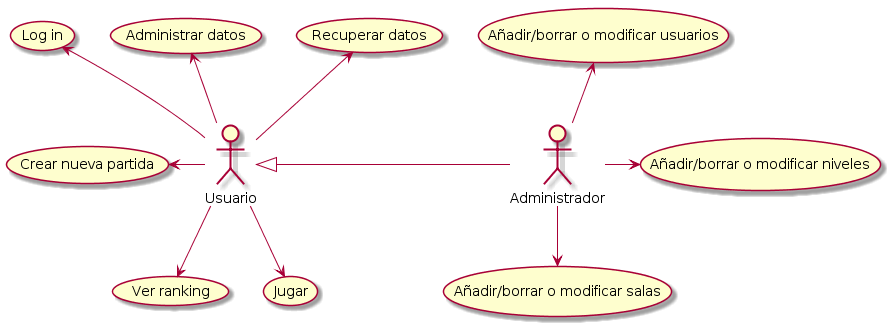 Log in
Administrar datos
Recuperar datos
Añadir/borrar o modificar usuarios
Crear nueva partida
Añadir/borrar o modificar niveles
Usuario
Administrador
Ver ranking
Jugar
Añadir/borrar o modificar salas